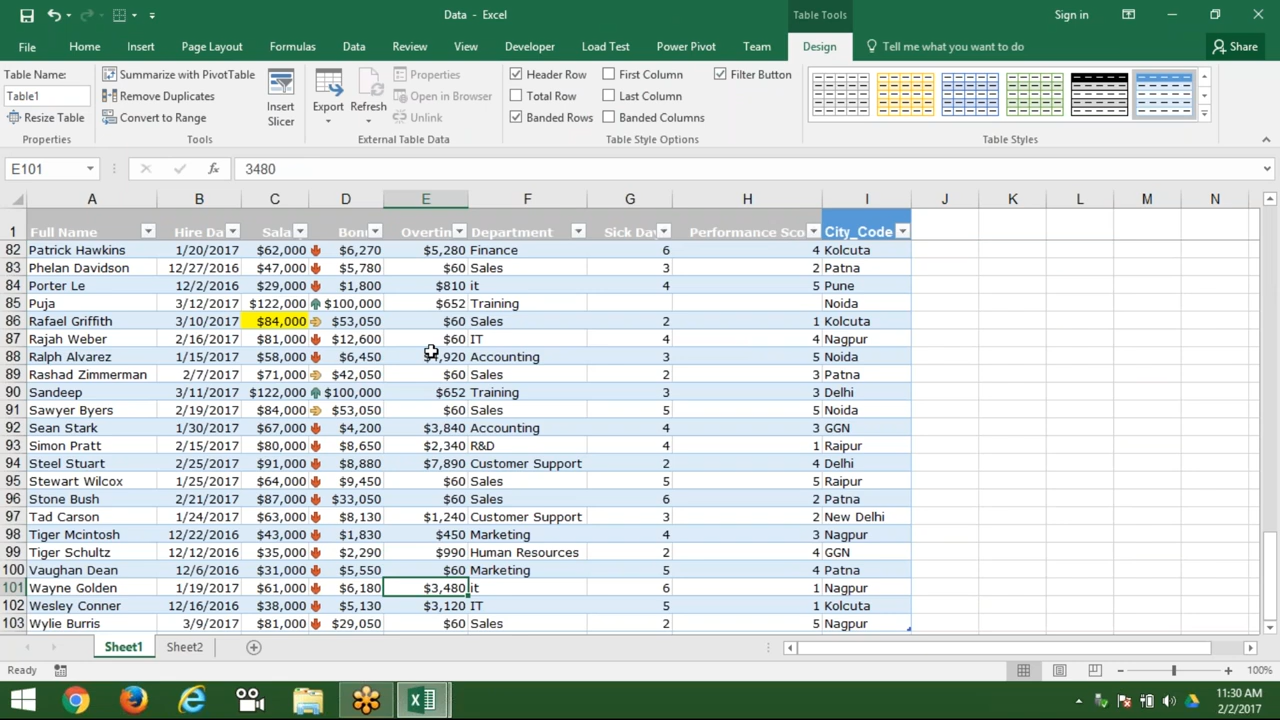 Data - Excel
Table Tools
Sign in
File
Home
Insert
Page Layout
Formulas
Data
Review
View
Developer
Load Test
Power Pivot
Team
Design
Tell me what you want to do
Share
Table Name:
Table1
Resize Table
Properties
Summarize with PivotTable
Remove Duplicates
Convert to Range
Tools
Insert Slicer
Export
Refresh
Properties
Open in Browser
Unlink
External Table Data
Header Row
Total Row
Banded Rows
First Column
Last Column
Banded Columns
Filter Button
Table Style Options
Table Styles
E101
fx
3480
A B C D E F G H I J K L M N
1 Full Name Hire Da Sala Bonu Overtim Department Sick Day Performance Sco City_Code
82 Patrick Hawkins 1/20/2017 $62,000 $6,270 $5,280 Finance 6 4 Kolcuta
83 Phelan Davidson 12/27/2016 $47,000 $5,780 $60 Sales 3 2 Patna
84 Porter Le 12/2/2016 $29,000 $1,800 $810 it 4 5 Pune
85 Puja 3/12/2017 $122,000 $100,000 $652 Training Noida
86 Rafael Griffith 3/10/2017 $84,000 $53,050 $60 Sales 2 1 Kolcuta
87 Rajah Weber 2/16/2017 $81,000 $12,600 $60 IT 4 4 Nagpur
88 Ralph Alvarez 1/15/2017 $58,000 $6,450 ,920 Accounting 3 5 Noida
89 Rashad Zimmerman 2/7/2017 $71,000 $42,050 $60 Sales 2 3 Patna
90 Sandeep 3/11/2017 $122,000 $100,000 $652 Training 3 3 Delhi
91 Sawyer Byers 2/19/2017 $84,000 $53,050 $60 Sales 5 5 Noida
92 Sean Stark 1/30/2017 $67,000 $4,200 $3,840 Accounting 4 3 GGN
93 Simon Pratt 2/15/2017 $80,000 $8,650 $2,340 R&D 4 1 Raipur
94 Steel Stuart 2/25/2017 $91,000 $8,880 $7,890 Customer Support 2 4 Delhi
95 Stewart Wilcox 1/25/2017 $64,000 $9,450 $60 Sales 5 5 Raipur
96 Stone Bush 2/21/2017 $87,000 $33,050 $60 Sales 6 2 Patna
97 Tad Carson 1/24/2017 $63,000 $8,130 $1,240 Customer Support 3 2 New Delhi
98 Tiger Mcintosh 12/22/2016 $43,000 $1,830 $450 Marketing 4 3 Nagpur
99 Tiger Schultz 12/12/2016 $35,000 $2,290 $990 Human Resources 2 4 GGN
100 Vaughan Dean 12/6/2016 $31,000 $5,550 $60 Marketing 5 4 Patna
101 Wayne Golden 1/19/2017 $61,000 $6,180 $3,480 it 6 1 Nagpur
102 Wesley Conner 12/16/2016 $38,000 $5,130 $3,120 IT 5 1 Kolcuta
103 Wylie Burris 3/9/2017 $81,000 $29,050 $60 Sales 2 5 Nagpur
Sheet1
Sheet2
Ready
100%
11:30 AM
2/2/2017